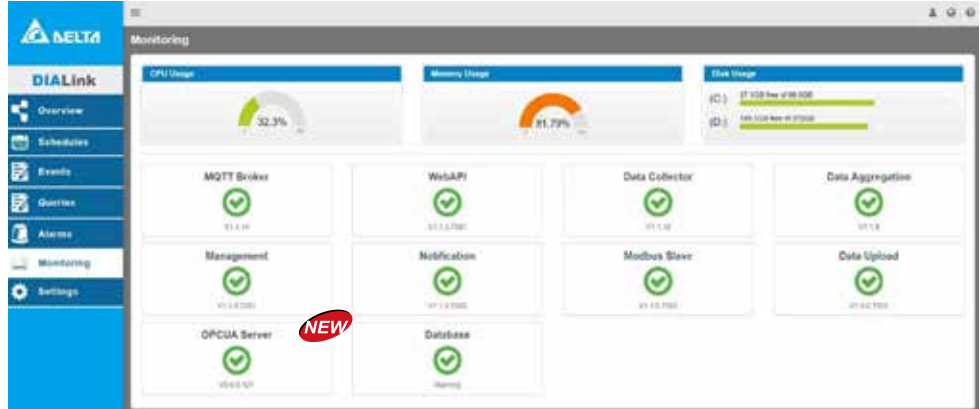 DELTA
Monitoring
DIALink
Overview
Schedules
Events
Queries
Alarms
Monitoring
Settings
CPU Usage
32.3%
Memory Usage
81.79%
Disk Usage
(C:)
(D:)
MQTT Broker
WebAPI
Data Collector
Data Aggregation
Management
Notification
Modbus Slave
Data Upload
OPCUA Server
NEW
Database
Running